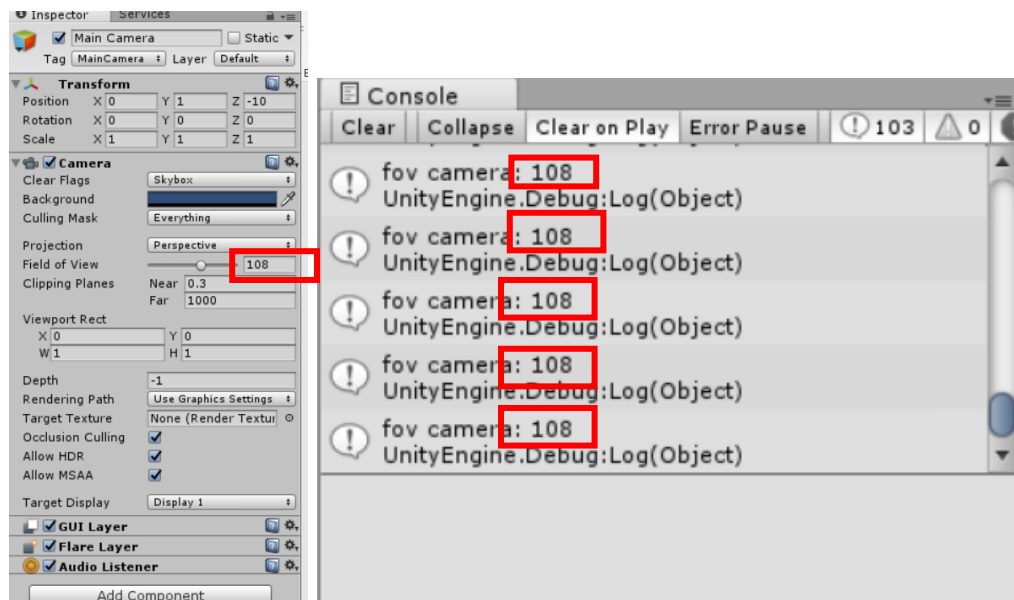 Inspector Services
Main Camera Static
Tag MainCamera Layer Default
Transform
Position X 0 Y 1 Z -10
Rotation X 0 Y 0 Z 0
Scale X 1 Y 1 Z 1
Camera
Clear Flags Skybox
Background
Culling Mask Everything
Projection Perspective
Field of View 108
Clipping Planes Near 0.3
Far 1000
Viewport Rect
X 0 Y 0
W 1 H 1
Depth -1
Rendering Path Use Graphics Settings
Target Texture None (Render Textur
Occlusion Culling
Allow HDR
Allow MSAA
Target Display Display 1
GUI Layer
Flare Layer
Audio Listener
Add Component
E
Console
Clear Collapse Clear on Play Error Pause 103 0
fov camera: 108
UnityEngine.Debug:Log(Object)
fov camera: 108
UnityEngine.Debug:Log(Object)
fov camera: 108
UnityEngine.Debug:Log(Object)
fov camera: 108
UnityEngine.Debug:Log(Object)
fov camera: 108
UnityEngine.Debug:Log(Object)